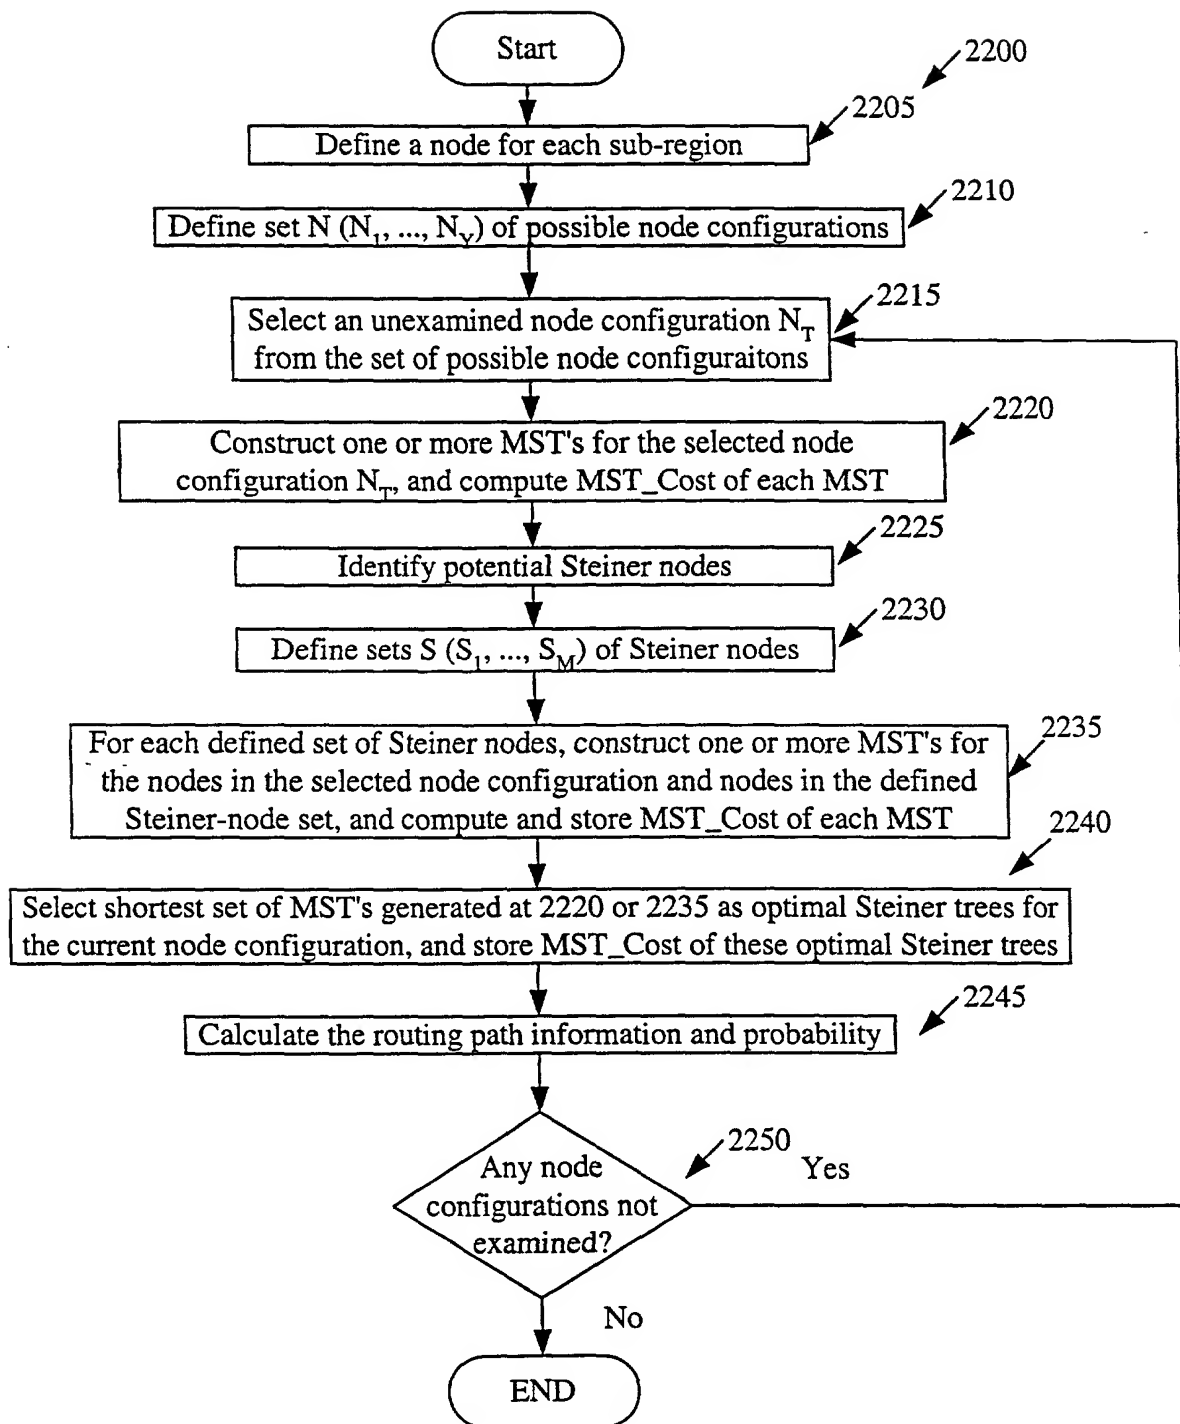 Start
2200
2205
Define a node for each sub-region
2210
Define set N (N₁, ..., N_Y) of possible node configurations
2215
Select an unexamined node configuration N_T
from the set of possible node configuraitons
2220
Construct one or more MST's for the selected node
configuration N_T, and compute MST_Cost of each MST
2225
Identify potential Steiner nodes
2230
Define sets S (S₁, ..., S_M) of Steiner nodes
2235
For each defined set of Steiner nodes, construct one or more MST's for
the nodes in the selected node configuration and nodes in the defined
Steiner-node set, and compute and store MST_Cost of each MST
2240
Select shortest set of MST's generated at 2220 or 2235 as optimal Steiner trees for
the current node configuration, and store MST_Cost of these optimal Steiner trees
2245
Calculate the routing path information and probability
2250
Yes
Any node
configurations not
examined?
No
END